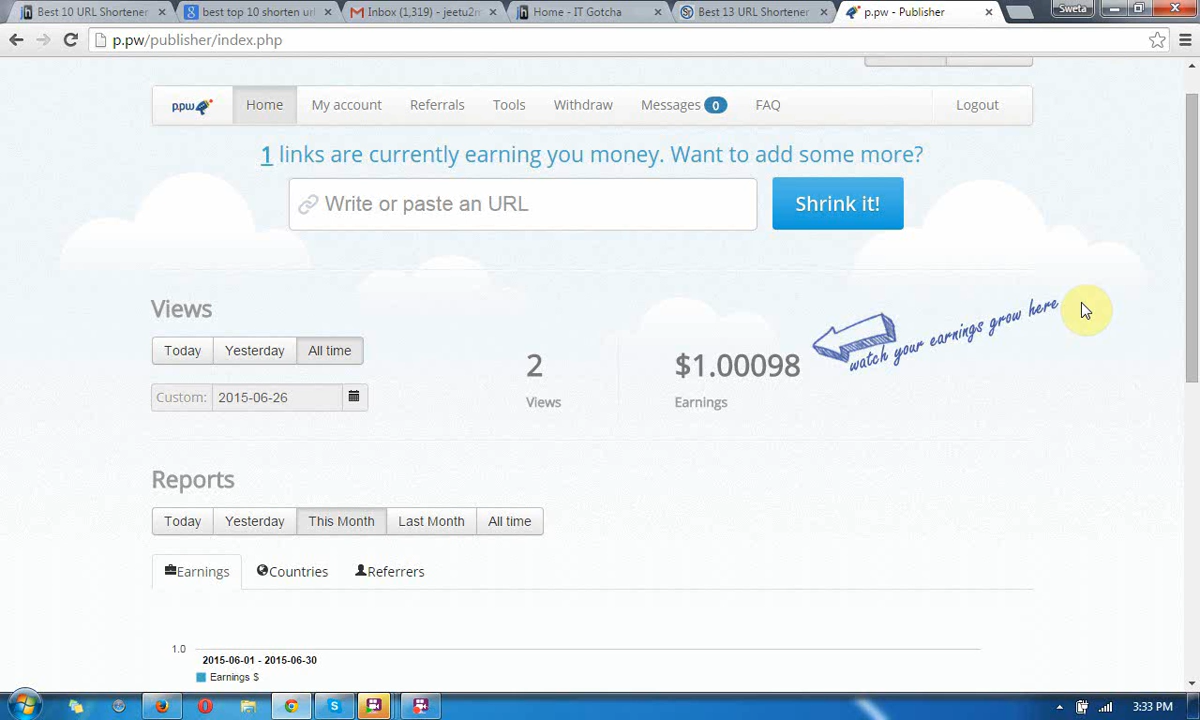 Best 10 URL Shortener
best top 10 shorten url
Inbox (1,319) - jeetu2m
Home - IT Gotcha
Best 13 URL Shortener
p.pw - Publisher
Sweta
p.pw/publisher/index.php
p.pw
Home
My account
Referrals
Tools
Withdraw
Messages 0
FAQ
Logout
1 links are currently earning you money. Want to add some more?
Write or paste an URL
Shrink it!
Views
Today
Yesterday
All time
Custom: 2015-06-26
2
Views
$1.00098
Earnings
watch your earnings grow here
Reports
Today
Yesterday
This Month
Last Month
All time
Earnings
Countries
Referrers
1.0
2015-06-01 - 2015-06-30
Earnings $
3:33 PM